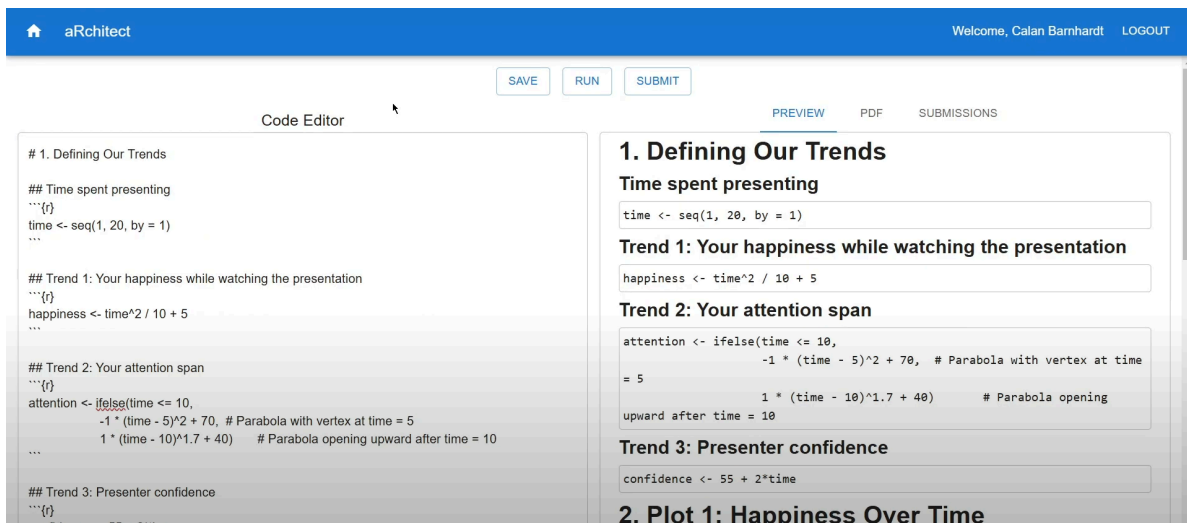 aRchitect
Welcome, Calan Barnhardt LOGOUT
SAVE RUN SUBMIT
Code Editor
# 1. Defining Our Trends
## Time spent presenting
```{r}
time <- seq(1, 20, by = 1)
```
## Trend 1: Your happiness while watching the presentation
```{r}
happiness <- time^2 / 10 + 5
```
## Trend 2: Your attention span
```{r}
attention <- ifelse(time <= 10,
-1 * (time - 5)^2 + 70, # Parabola with vertex at time = 5
1 * (time - 10)^1.7 + 40) # Parabola opening upward after time = 10
```
## Trend 3: Presenter confidence
```{r}
PREVIEW PDF SUBMISSIONS
1. Defining Our Trends
Time spent presenting
time <- seq(1, 20, by = 1)
Trend 1: Your happiness while watching the presentation
happiness <- time^2 / 10 + 5
Trend 2: Your attention span
attention <- ifelse(time <= 10,
-1 * (time - 5)^2 + 70, # Parabola with vertex at time
= 5
1 * (time - 10)^1.7 + 40) # Parabola opening
upward after time = 10
Trend 3: Presenter confidence
confidence <- 55 + 2*time
2. Plot 1: Happiness Over Time